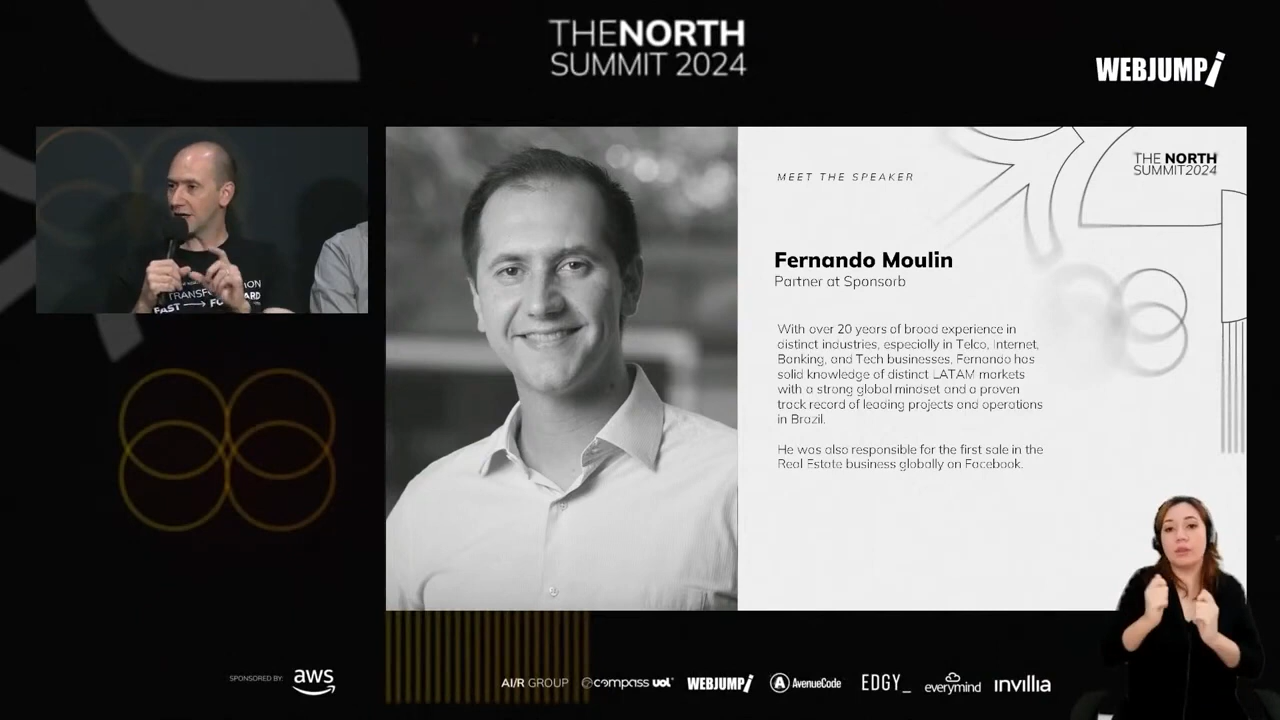 THENORTH
SUMMIT 2024
WEBJUMP
TRANSFORMATION
FAST → FORWARD
MEET THE SPEAKER
THE NORTH
SUMMIT2024
Fernando Moulin
Partner at Sponsorb
With over 20 years of broad experience in
distinct industries, especially in Telco, Internet,
Banking, and Tech businesses, Fernando has
solid knowledge of distinct LATAM markets
with a strong global mindset and a proven
track record of leading projects and operations
in Brazil.
He was also responsible for the first sale in the
Real Estate business globally on Facebook.
SPONSORED BY: aws
AI/R GROUP compass uol WEBJUMP AvenueCode EDGY_ everymind invillia